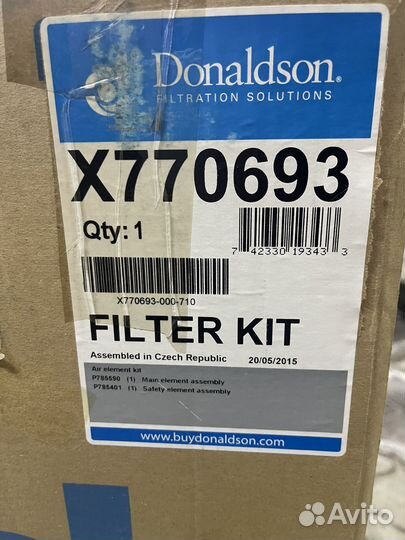 Donaldson®
FILTRATION SOLUTIONS
X770693
Qty: 1
7 42330 19343 3
X770693-000-710
FILTER KIT
Assembled in Czech Republic 20/05/2015
Air element kit
P785590 (1) Main element assembly
P785401 (1) Safety element assembly
www.buydonaldson.com
Avito